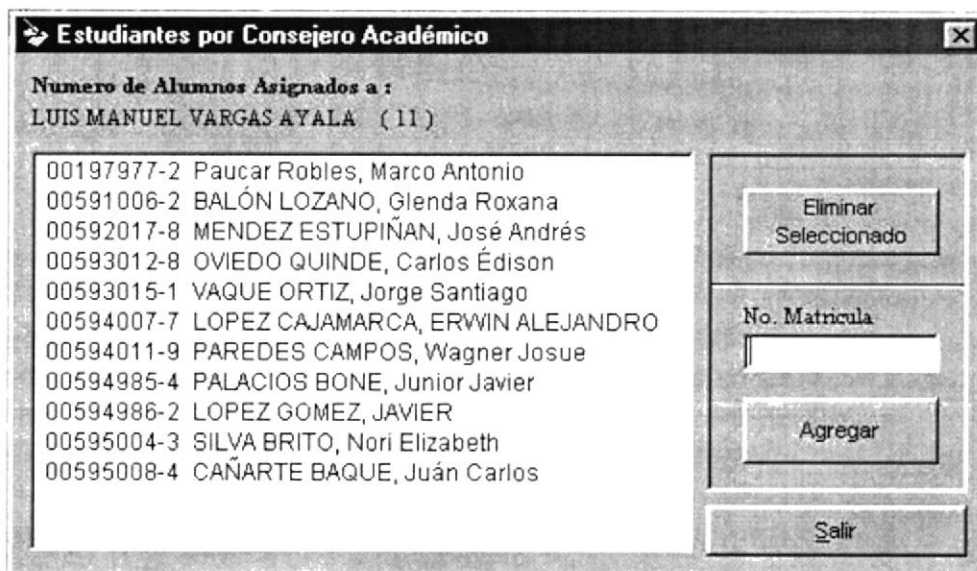 Estudiantes por Consejero Académico
Numero de Alumnos Asignados a :
LUIS MANUEL VARGAS AYALA ( 11 )
00197977-2 Paucar Robles, Marco Antonio
00591006-2 BALÓN LOZANO, Glenda Roxana
00592017-8 MENDEZ ESTUPIÑAN, José Andrés
00593012-8 OVIEDO QUINDE, Carlos Édison
00593015-1 VAQUE ORTIZ, Jorge Santiago
00594007-7 LOPEZ CAJAMARCA, ERWIN ALEJANDRO
00594011-9 PAREDES CAMPOS, Wagner Josue
00594985-4 PALACIOS BONE, Junior Javier
00594986-2 LOPEZ GOMEZ, JAVIER
00595004-3 SILVA BRITO, Nori Elizabeth
00595008-4 CAÑARTE BAQUE, Juán Carlos
Eliminar
Seleccionado
No. Matricula
Agregar
Salir